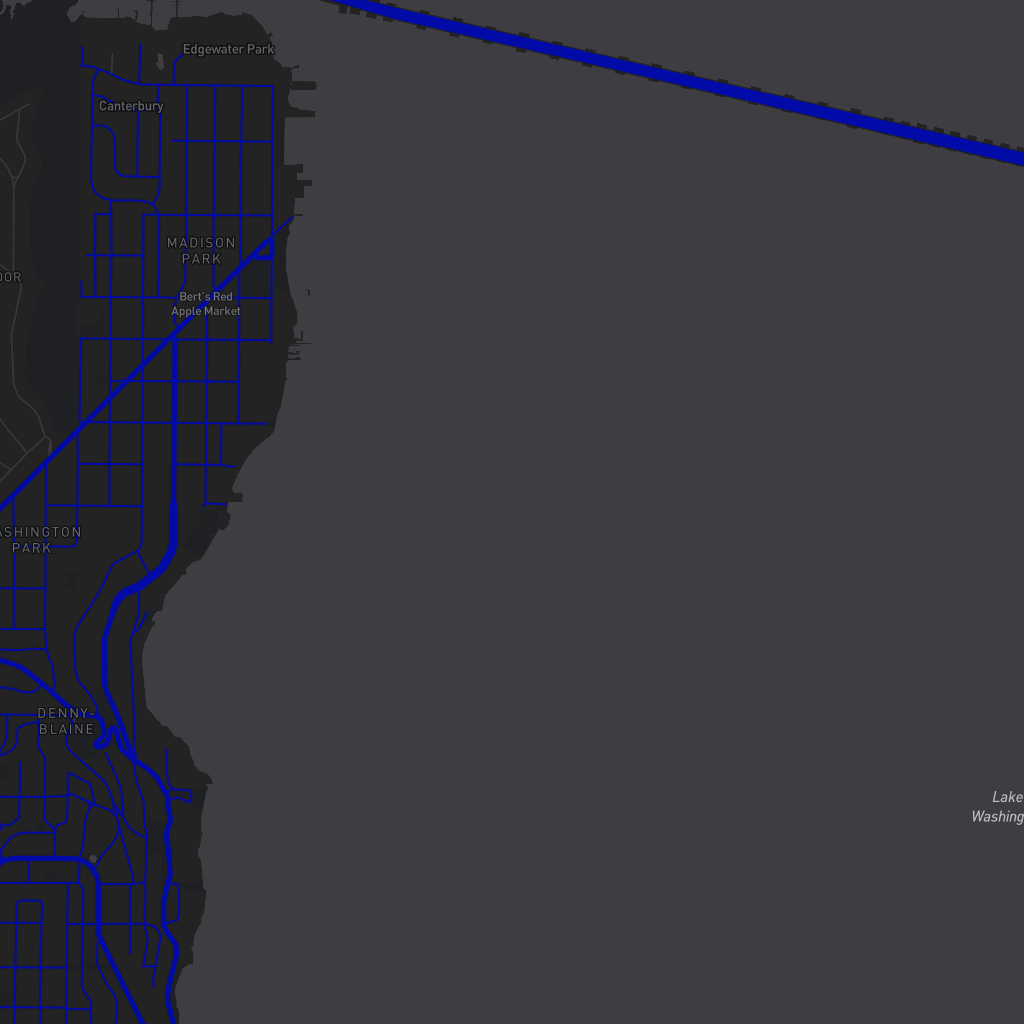 Edgewater Park
Canterbury
MADISON
PARK
OOR
Bert's Red
Apple Market
ASHINGTON
PARK
DENNY-
BLAINE
Lake
Washing